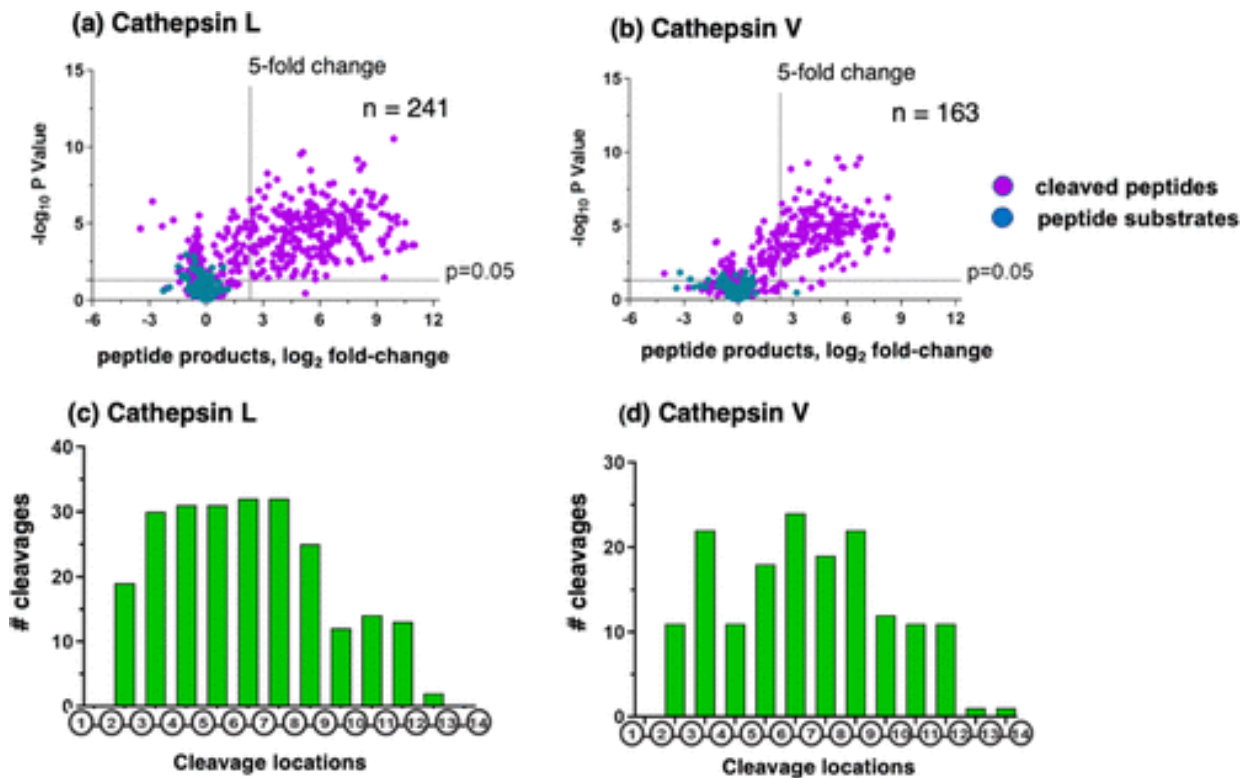 (a) Cathepsin L
5-fold change
n = 241
15
10
5
0
-log10 P Value
p=0.05
-6 -3 0 3 6 9 12
peptide products, log2 fold-change
(b) Cathepsin V
5-fold change
n = 163
15
10
5
0
-log10 P Value
p=0.05
-6 -3 0 3 6 9 12
peptide products, log2 fold-change
cleaved peptides
peptide substrates
(c) Cathepsin L
40
30
20
10
0
# cleavages
1 2 3 4 5 6 7 8 9 10 11 12 13 14
Cleavage locations
(d) Cathepsin V
30
20
10
0
# cleavages
1 2 3 4 5 6 7 8 9 10 11 12 13 14
Cleavage locations